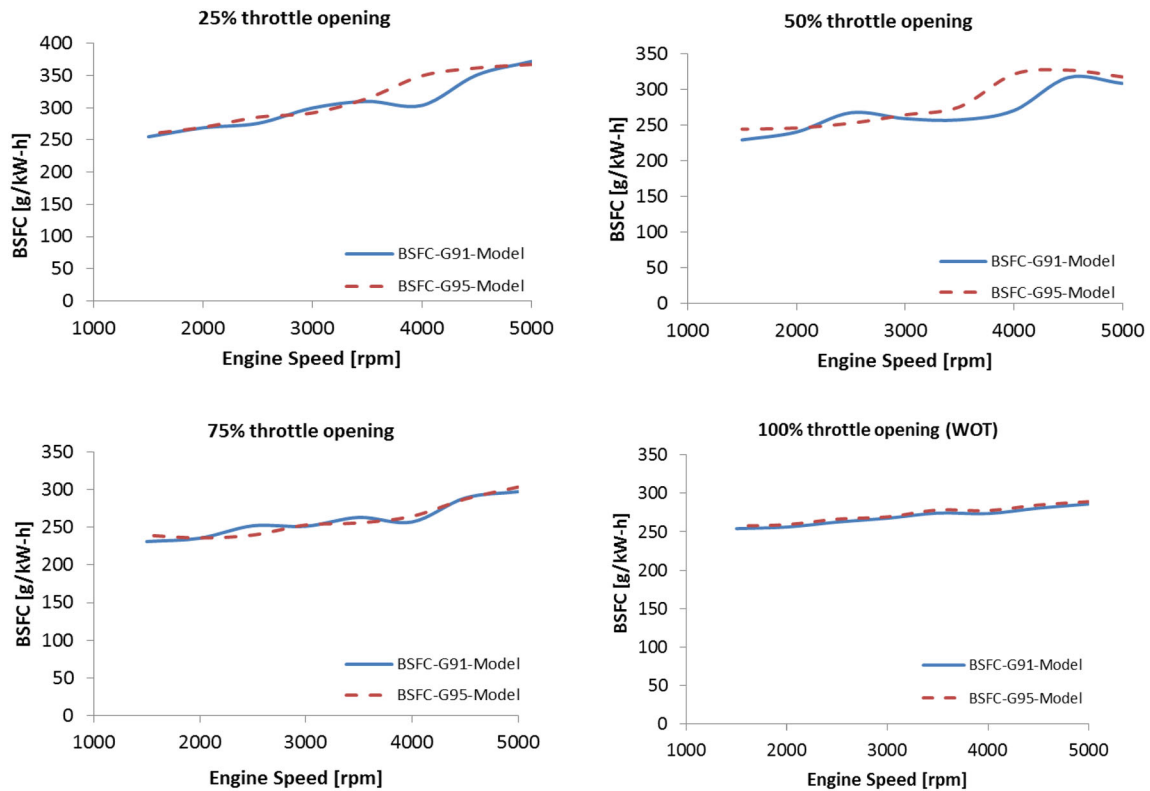 25% throttle opening
400
350
300
250
200
150
100
50
0
BSFC [g/kW-h]
BSFC-G91-Model
BSFC-G95-Model
1000 2000 3000 4000 5000
Engine Speed [rpm]
50% throttle opening
350
300
250
200
150
100
50
0
BSFC [g/kW-h]
BSFC-G91-Model
BSFC-G95-Model
1000 2000 3000 4000 5000
Engine Speed [rpm]
75% throttle opening
350
300
250
200
150
100
50
0
BSFC [g/kW-h]
BSFC-G91-Model
BSFC-G95-Model
1000 2000 3000 4000 5000
Engine Speed [rpm]
100% throttle opening (WOT)
350
300
250
200
150
100
50
0
BSFC [g/kW-h]
BSFC-G91-Model
BSFC-G95-Model
1000 2000 3000 4000 5000
Engine Speed [rpm]